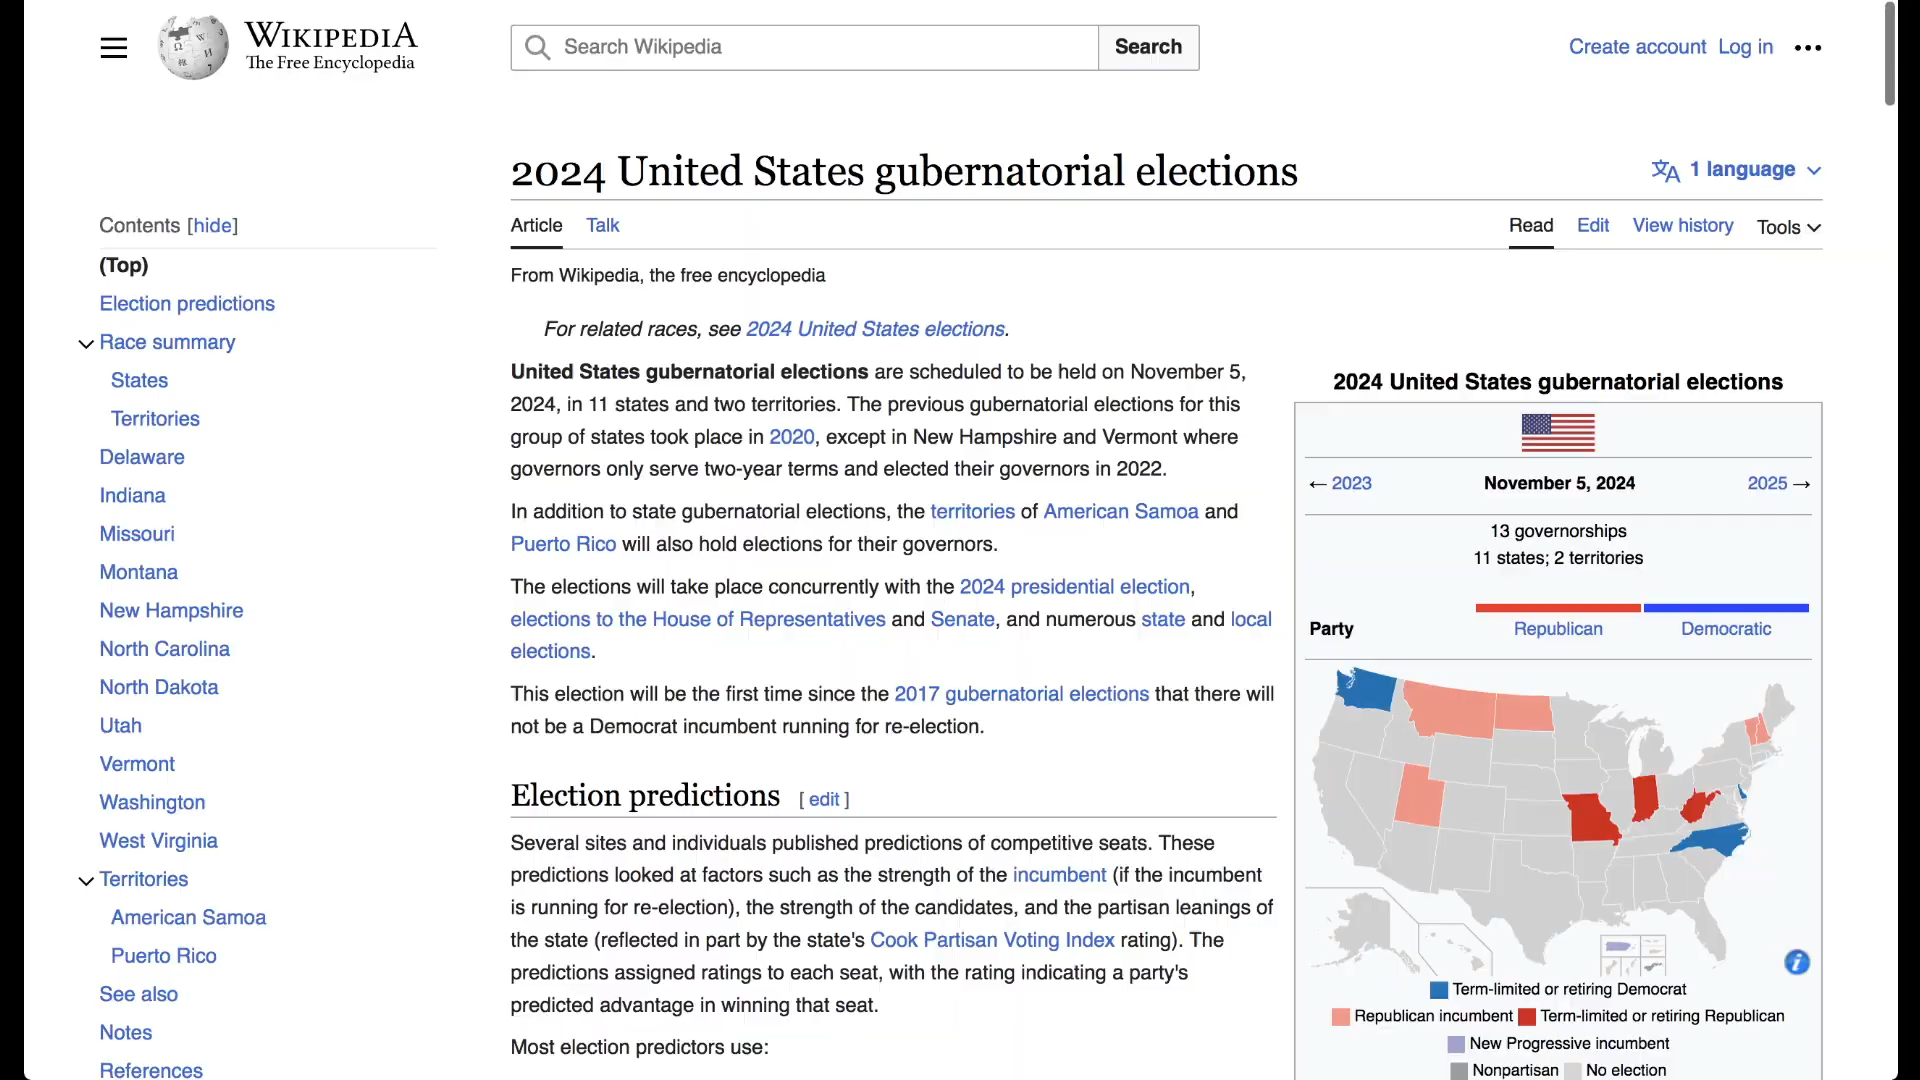 WIKIPEDIA
The Free Encyclopedia
Search Wikipedia
Search
Create account Log in
2024 United States gubernatorial elections
1 language
Article Talk
Read Edit View history Tools
From Wikipedia, the free encyclopedia
Contents [hide]
(Top)
Election predictions
Race summary
States
Territories
Delaware
Indiana
Missouri
Montana
New Hampshire
North Carolina
North Dakota
Utah
Vermont
Washington
West Virginia
Territories
American Samoa
Puerto Rico
See also
Notes
References
For related races, see 2024 United States elections.
United States gubernatorial elections are scheduled to be held on November 5,
2024, in 11 states and two territories. The previous gubernatorial elections for this
group of states took place in 2020, except in New Hampshire and Vermont where
governors only serve two-year terms and elected their governors in 2022.
In addition to state gubernatorial elections, the territories of American Samoa and
Puerto Rico will also hold elections for their governors.
The elections will take place concurrently with the 2024 presidential election,
elections to the House of Representatives and Senate, and numerous state and local
elections.
This election will be the first time since the 2017 gubernatorial elections that there will
not be a Democrat incumbent running for re-election.
Election predictions [ edit ]
Several sites and individuals published predictions of competitive seats. These
predictions looked at factors such as the strength of the incumbent (if the incumbent
is running for re-election), the strength of the candidates, and the partisan leanings of
the state (reflected in part by the state's Cook Partisan Voting Index rating). The
predictions assigned ratings to each seat, with the rating indicating a party's
predicted advantage in winning that seat.
Most election predictors use:
2024 United States gubernatorial elections
← 2023 November 5, 2024 2025 →
13 governorships
11 states; 2 territories
Party Republican Democratic
Term-limited or retiring Democrat
Republican incumbent Term-limited or retiring Republican
New Progressive incumbent
Nonpartisan No election